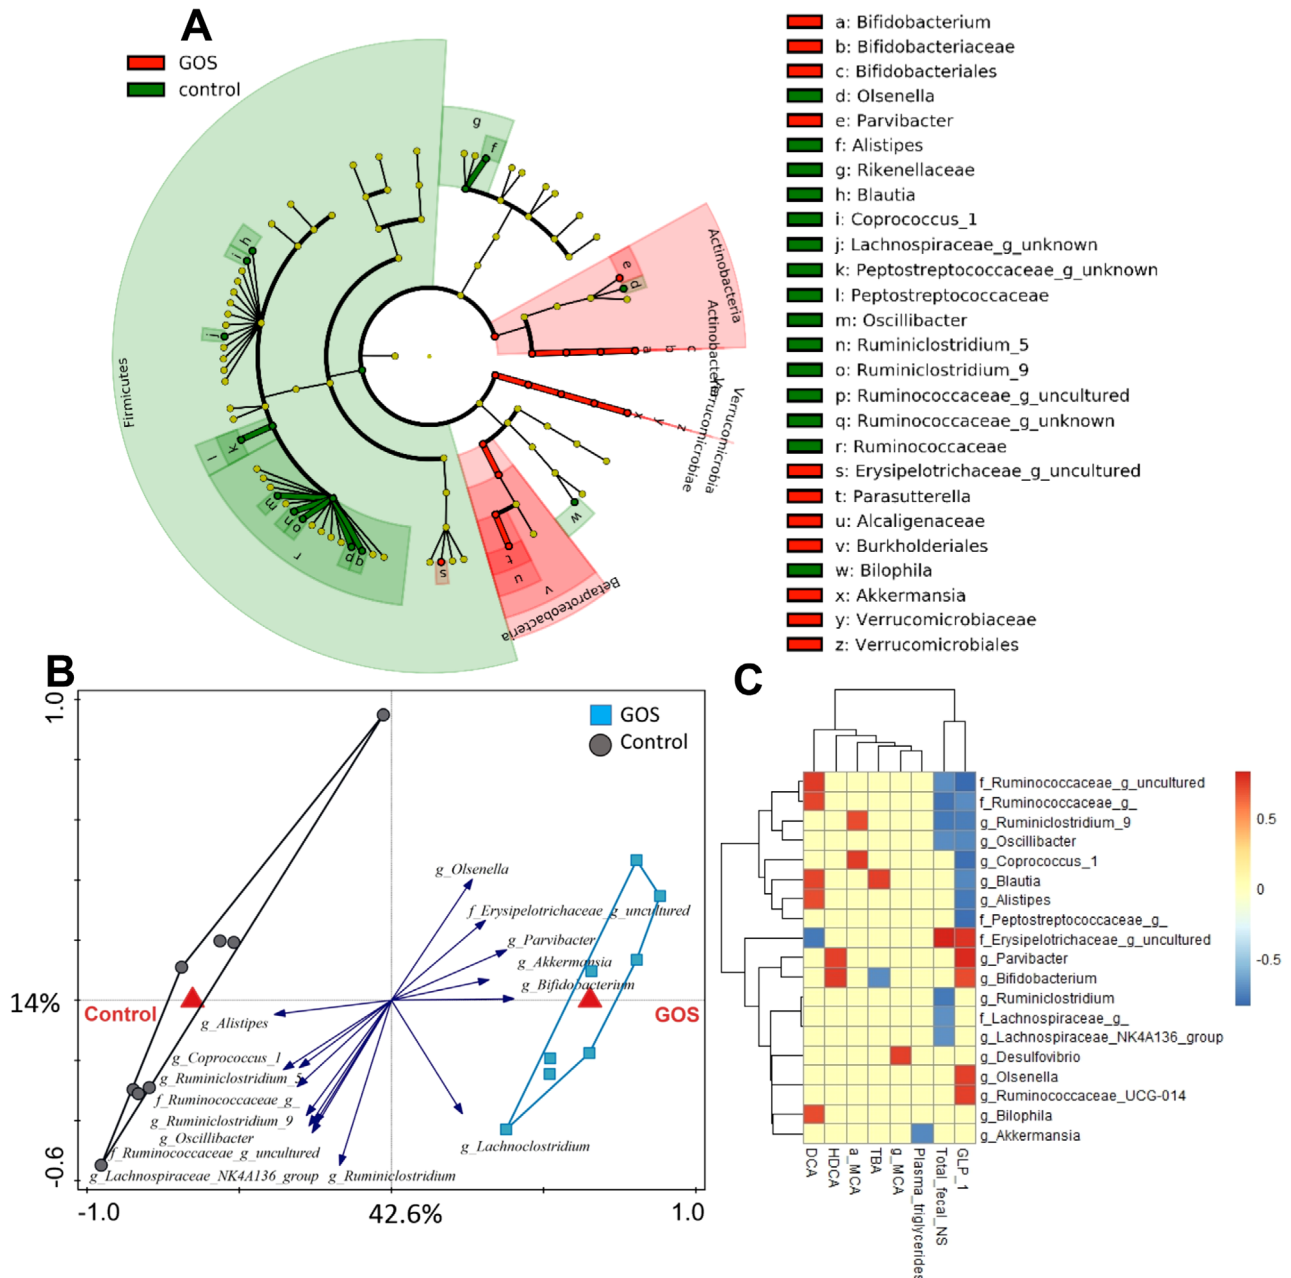 A
GOS
control
g
f
h
i
j
Firmicutes
l
k
m
n
o
r
p
q
s
e
d
Actinobacteria
Actinobacteria
a b c
x y z
Verrucomicrobia
Verrucomicrobiae
w
t
u
v
Betaproteobacteria
a: Bifidobacterium
b: Bifidobacteriaceae
c: Bifidobacteriales
d: Olsenella
e: Parvibacter
f: Alistipes
g: Rikenellaceae
h: Blautia
i: Coprococcus_1
j: Lachnospiraceae_g_unknown
k: Peptostreptococcaceae_g_unknown
l: Peptostreptococcaceae
m: Oscillibacter
n: Ruminiclostridium_5
o: Ruminiclostridium_9
p: Ruminococcaceae_g_uncultured
q: Ruminococcaceae_g_unknown
r: Ruminococcaceae
s: Erysipelotrichaceae_g_uncultured
t: Parasutterella
u: Alcaligenaceae
v: Burkholderiales
w: Bilophila
x: Akkermansia
y: Verrucomicrobiaceae
z: Verrucomicrobiales
B
1.0
14%
-0.6
-1.0
42.6%
1.0
GOS
Control
g_Olsenella
f_Erysipelotrichaceae_g_uncultured
g_Parvibacter
g_Akkermansia
g_Bifidobacterium
Control
GOS
g_Alistipes
g_Coprococcus_1
g_Ruminiclostridium_5
f_Ruminococcaceae_g_
g_Ruminiclostridium_9
g_Oscillibacter
f_Ruminococcaceae_g_uncultured
g_Lachnospiraceae_NK4A136_group
g_Ruminiclostridium
g_Lachnoclostridium
C
f_Ruminococcaceae_g_uncultured
f_Ruminococcaceae_g_
g_Ruminiclostridium_9
g_Oscillibacter
g_Coprococcus_1
g_Blautia
g_Alistipes
f_Peptostreptococcaceae_g_
f_Erysipelotrichaceae_g_uncultured
g_Parvibacter
g_Bifidobacterium
g_Ruminiclostridium
f_Lachnospiraceae_g_
g_Lachnospiraceae_NK4A136_group
g_Desulfovibrio
g_Olsenella
g_Ruminococcaceae_UCG-014
g_Bilophila
g_Akkermansia
DCA
HDCA
a_MCA
TBA
g_MCA
Plasma_triglycerides
Total_fecal_NS
GLP_1
0.5
0
-0.5